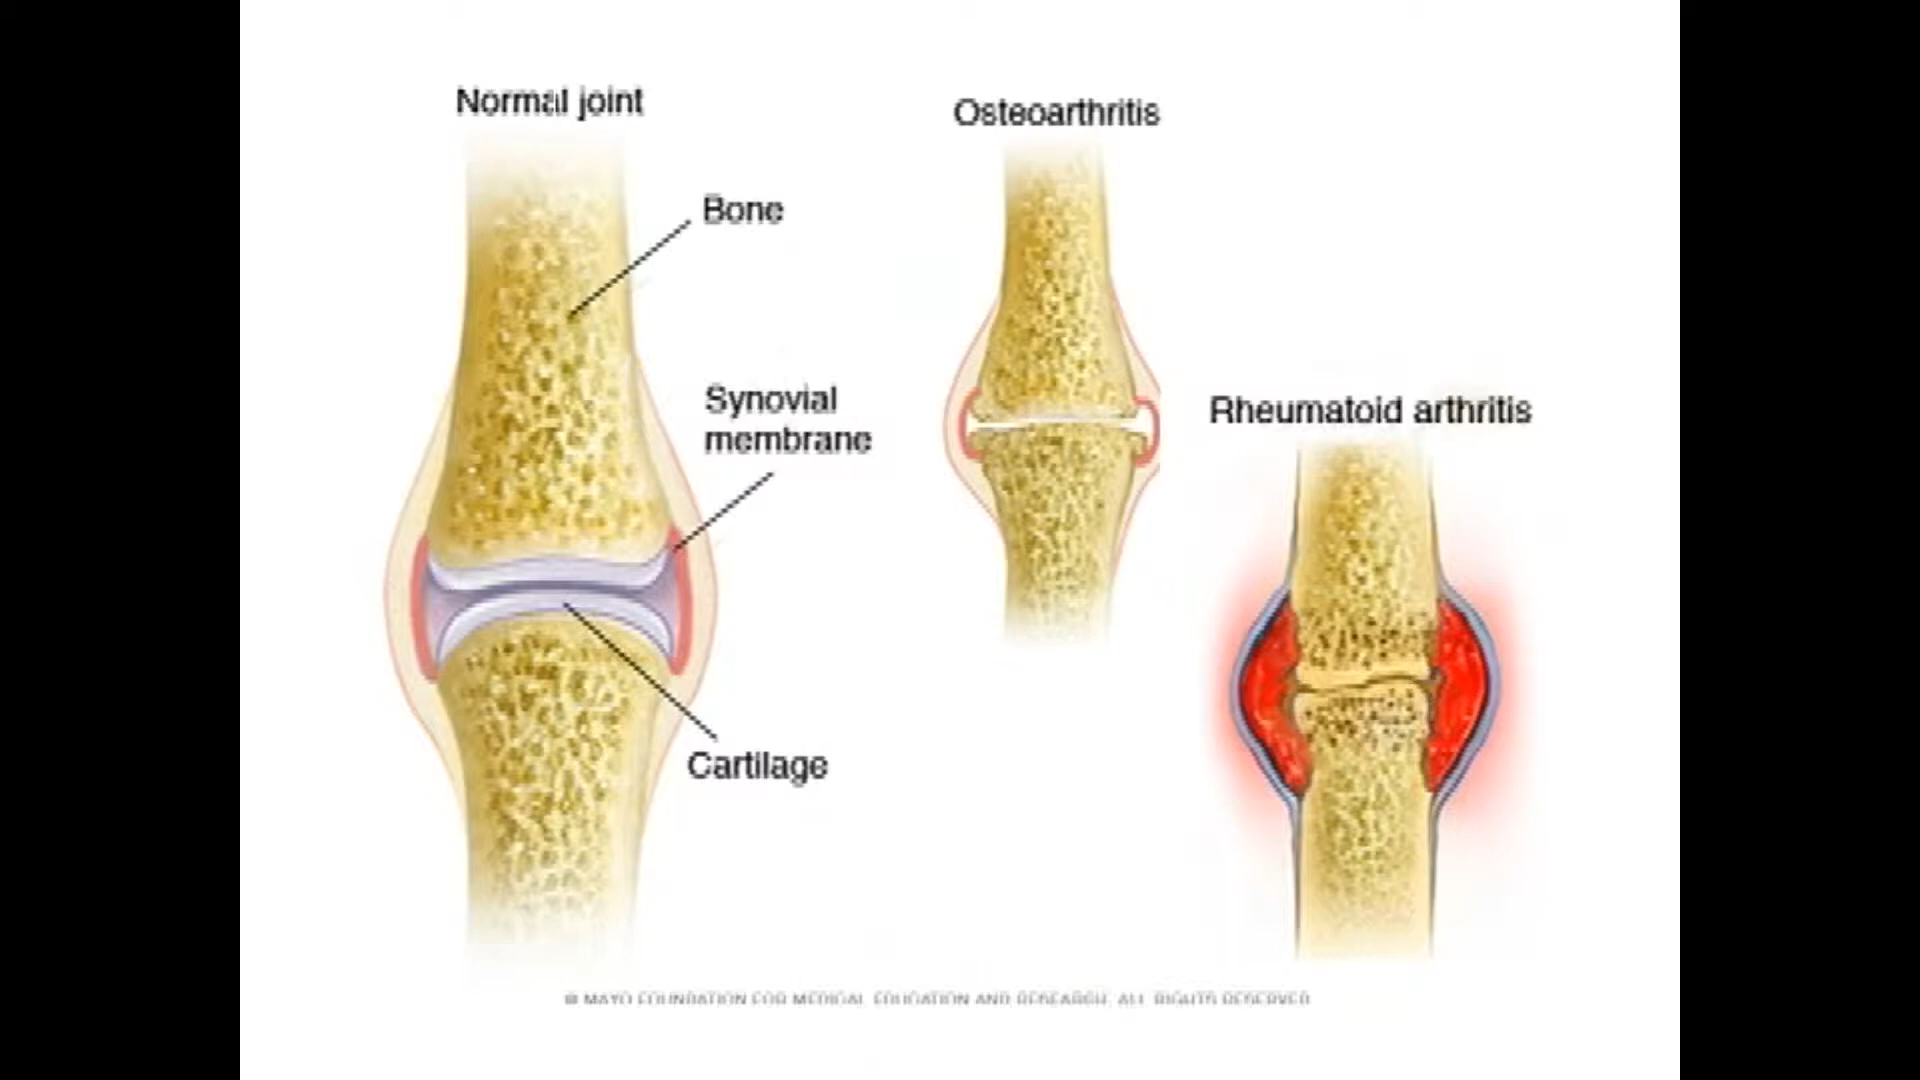 Normal joint
Osteoarthritis
Bone
Synovial
membrane
Rheumatoid arthritis
Cartilage
© MAYO FOUNDATION FOR MEDICAL EDUCATION AND RESEARCH. ALL RIGHTS RESERVED.